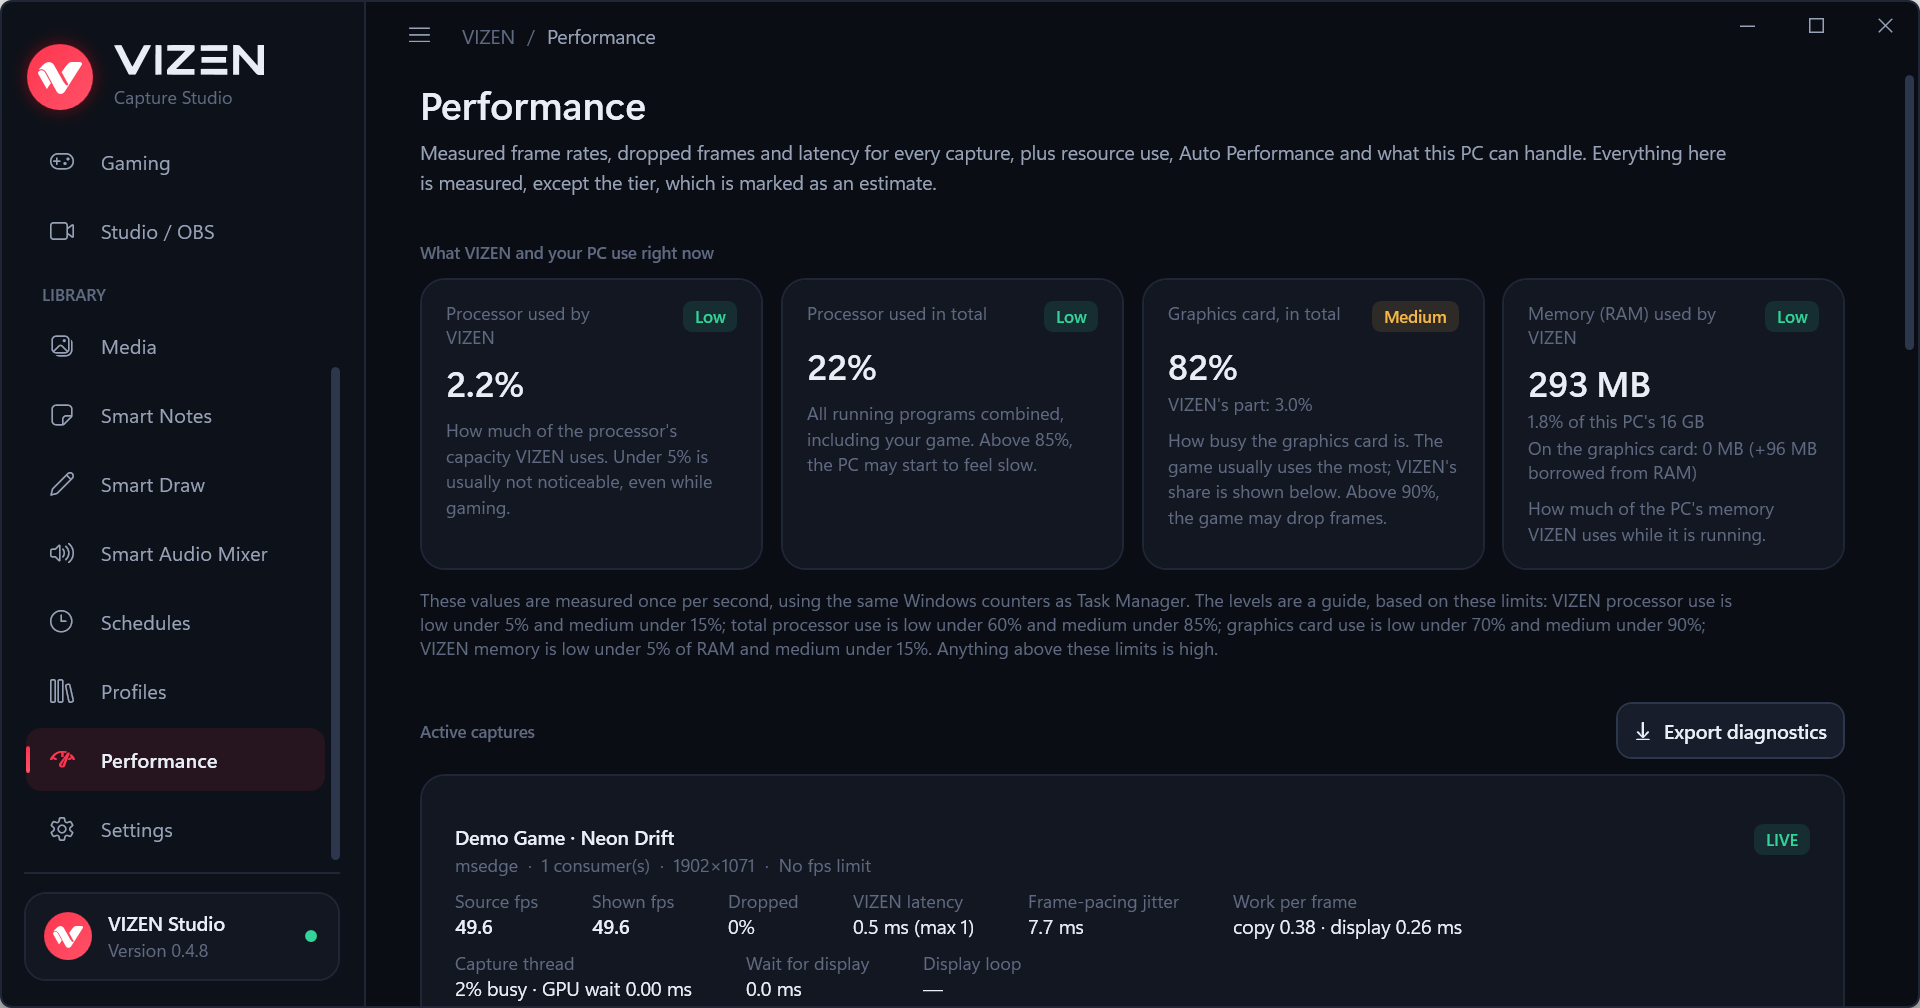 VIZEN
Capture Studio
Gaming
Studio / OBS
LIBRARY
Media
Smart Notes
Smart Draw
Smart Audio Mixer
Schedules
Profiles
Performance
Settings
VIZEN Studio
Version 0.4.8
VIZEN / Performance
Performance
Measured frame rates, dropped frames and latency for every capture, plus resource use, Auto Performance and what this PC can handle. Everything here
is measured, except the tier, which is marked as an estimate.
What VIZEN and your PC use right now
Processor used by
VIZEN
Low
2.2%
How much of the processor's
capacity VIZEN uses. Under 5% is
usually not noticeable, even while
gaming.
Processor used in total
Low
22%
All running programs combined,
including your game. Above 85%,
the PC may start to feel slow.
Graphics card, in total
Medium
82%
VIZEN's part: 3.0%
How busy the graphics card is. The
game usually uses the most; VIZEN's
share is shown below. Above 90%,
the game may drop frames.
Memory (RAM) used by
VIZEN
Low
293 MB
1.8% of this PC's 16 GB
On the graphics card: 0 MB (+96 MB
borrowed from RAM)
How much of the PC's memory
VIZEN uses while it is running.
These values are measured once per second, using the same Windows counters as Task Manager. The levels are a guide, based on these limits: VIZEN processor use is
low under 5% and medium under 15%; total processor use is low under 60% and medium under 85%; graphics card use is low under 70% and medium under 90%;
VIZEN memory is low under 5% of RAM and medium under 15%. Anything above these limits is high.
Active captures
Export diagnostics
Demo Game · Neon Drift
LIVE
msedge · 1 consumer(s) · 1902×1071 · No fps limit
Source fps
49.6
Shown fps
49.6
Dropped
0%
VIZEN latency
0.5 ms (max 1)
Frame-pacing jitter
7.7 ms
Work per frame
copy 0.38 · display 0.26 ms
Capture thread
2% busy · GPU wait 0.00 ms
Wait for display
0.0 ms
Display loop
—